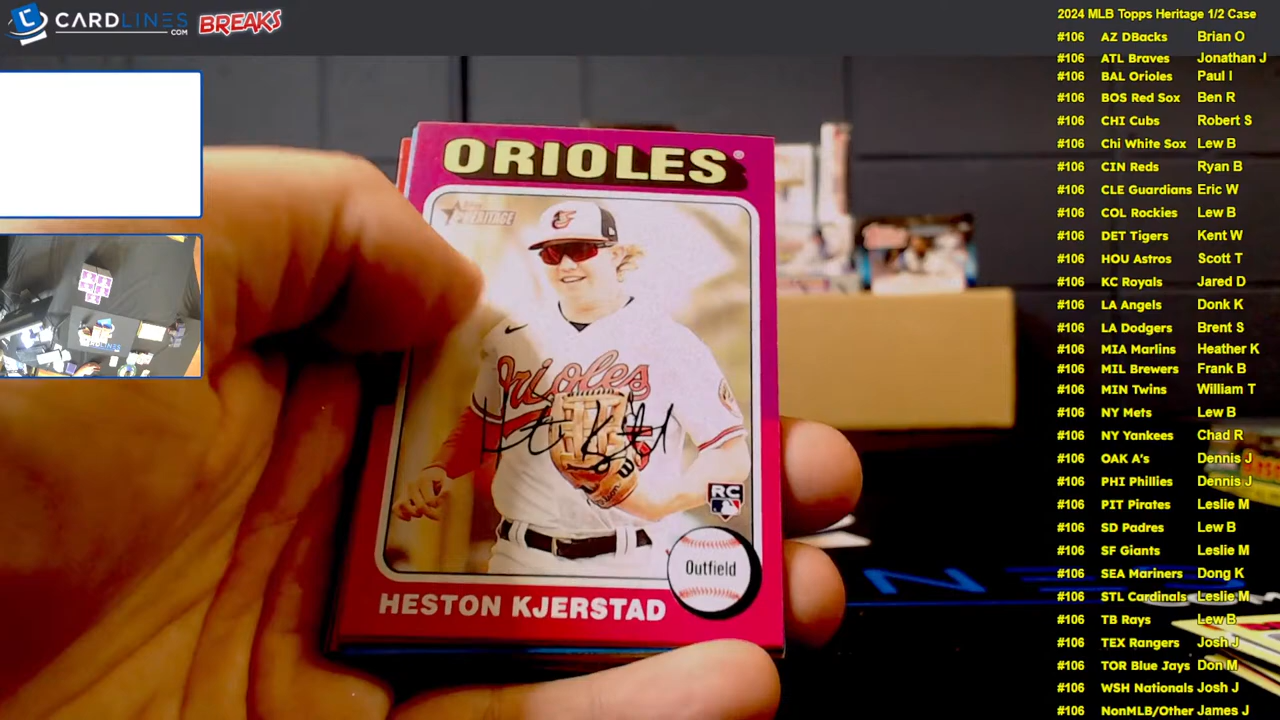 CARDLINES
.COM
BREAKS
ORIOLES
HERITAGE
Orioles
RC
Outfield
HESTON KJERSTAD
2024 MLB Topps Heritage 1/2 Case
#106 AZ DBacks Brian O
#106 ATL Braves Jonathan J
#106 BAL Orioles Paul I
#106 BOS Red Sox Ben R
#106 CHI Cubs Robert S
#106 Chi White Sox Lew B
#106 CIN Reds Ryan B
#106 CLE Guardians Eric W
#106 COL Rockies Lew B
#106 DET Tigers Kent W
#106 HOU Astros Scott T
#106 KC Royals Jared D
#106 LA Angels Donk K
#106 LA Dodgers Brent S
#106 MIA Marlins Heather K
#106 MIL Brewers Frank B
#106 MIN Twins William T
#106 NY Mets Lew B
#106 NY Yankees Chad R
#106 OAK A's Dennis J
#106 PHI Phillies Dennis J
#106 PIT Pirates Leslie M
#106 SD Padres Lew B
#106 SF Giants Leslie M
#106 SEA Mariners Dong K
#106 STL Cardinals Leslie M
#106 TB Rays Lew B
#106 TEX Rangers Josh J
#106 TOR Blue Jays Don M
#106 WSH Nationals Josh J
#106 NonMLB/Other James J